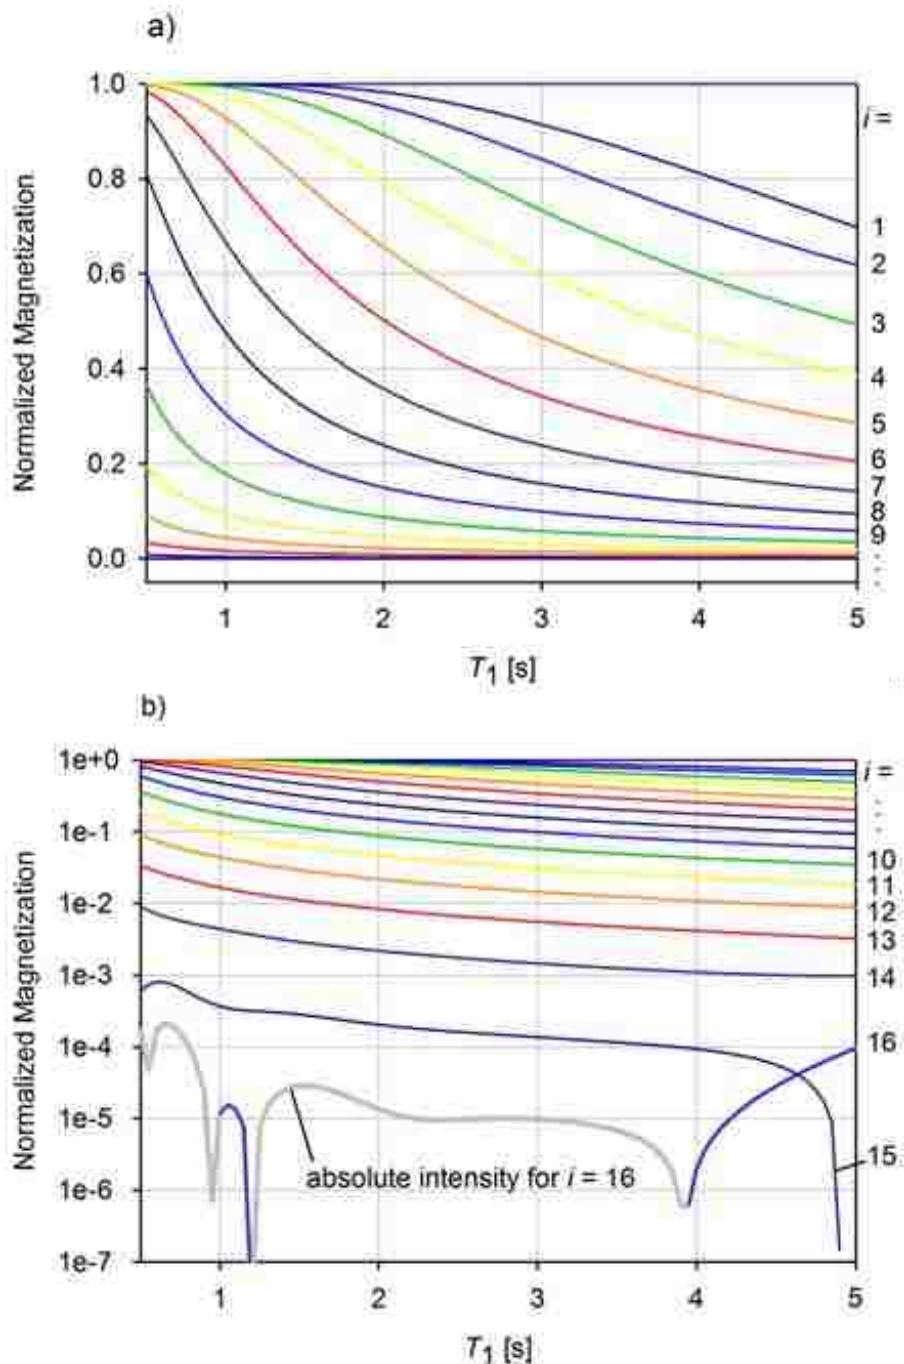 a)
1.0
0.8
0.6
0.4
0.2
0.0
Normalized Magnetization
i =
1
2
3
4
5
6
7
8
9
.
.
.
1
2
3
4
5
T1 [s]
b)
1e+0
1e-1
1e-2
1e-3
1e-4
1e-5
1e-6
1e-7
Normalized Magnetization
i =
.
.
.
10
11
12
13
14
16
15
absolute intensity for i = 16
1
2
3
4
5
T1 [s]